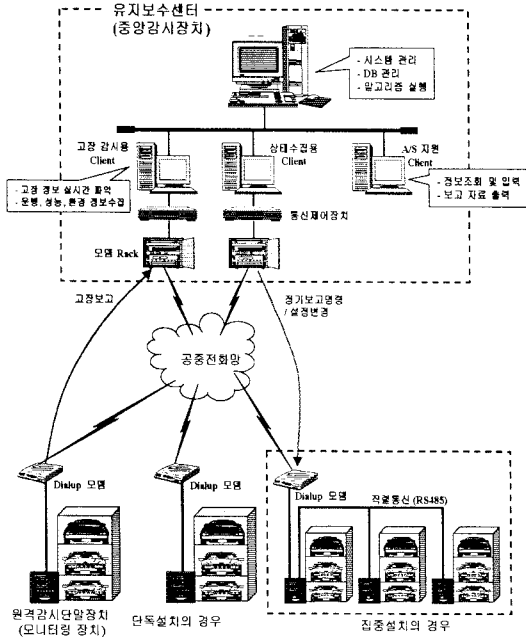 유지보수센터
(중앙감시장치)
- 시스템 관리
- DB 관리
- 알고리즘 실행
고장 감시용
Client
상태수집용
Client
A/S 지원
Client
- 고장 정보 실시간 파악
- 운행, 성능, 환경 정보수집
- 정보조회 및 입력
- 보고 자료 출력
통신제어장치
모뎀 Rack
고장보고
정기보고명령
/ 설정변경
공중전화망
Dialup 모뎀
Dialup 모뎀
Dialup 모뎀
직렬통신 (RS485)
원격감시단말장치
(모니터링 장치)
단독설치의 경우
집중설치의 경우